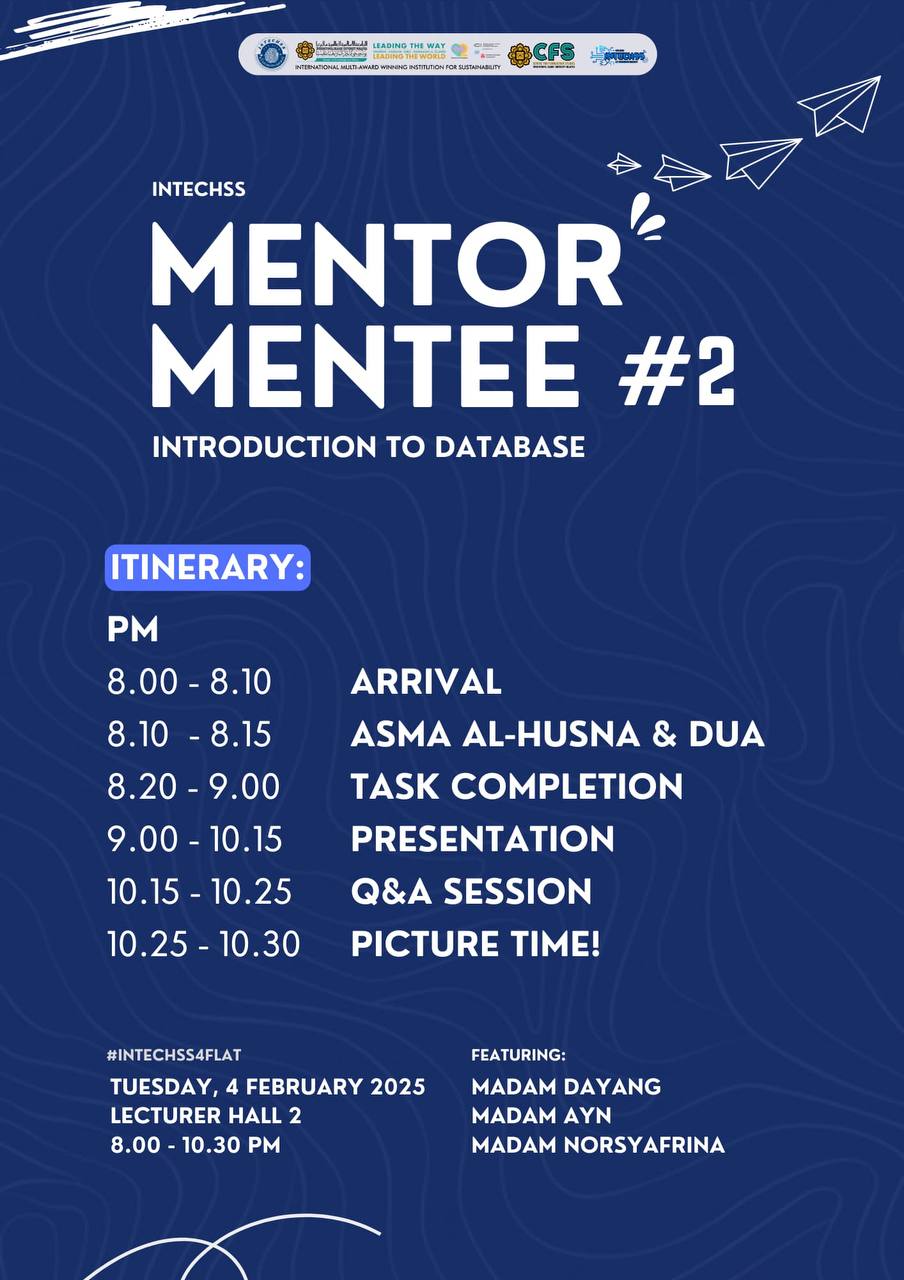 INTECHSS
LEADING THE WAY
LEADING THE WORLD
INTERNATIONAL MULTI-AWARD WINNING INSTITUTION FOR SUSTAINABILITY
CFS
INTECHSS
MENTOR
MENTEE #2
INTRODUCTION TO DATABASE
ITINERARY:
PM
8.00 - 8.10 ARRIVAL
8.10 - 8.15 ASMA AL-HUSNA & DUA
8.20 - 9.00 TASK COMPLETION
9.00 - 10.15 PRESENTATION
10.15 - 10.25 Q&A SESSION
10.25 - 10.30 PICTURE TIME!
#INTECHSS4FLAT
TUESDAY, 4 FEBRUARY 2025
LECTURER HALL 2
8.00 - 10.30 PM
FEATURING:
MADAM DAYANG
MADAM AYN
MADAM NORSYAFRINA